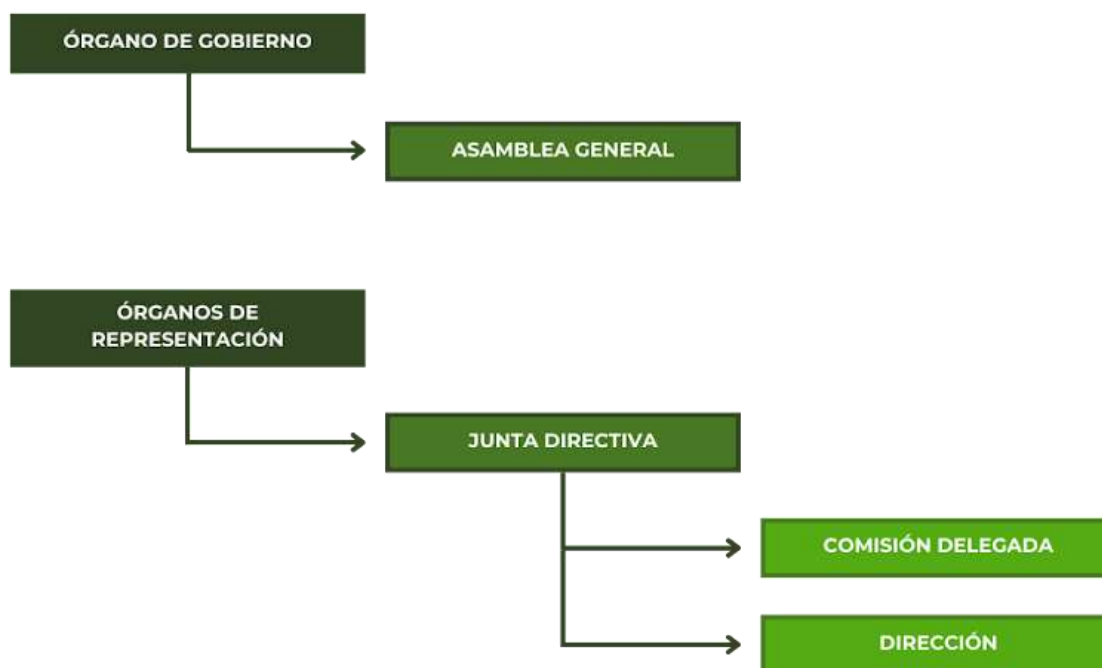 ÓRGANO DE GOBIERNO
ASAMBLEA GENERAL
ÓRGANOS DE
REPRESENTACIÓN
JUNTA DIRECTIVA
COMISIÓN DELEGADA
DIRECCIÓN